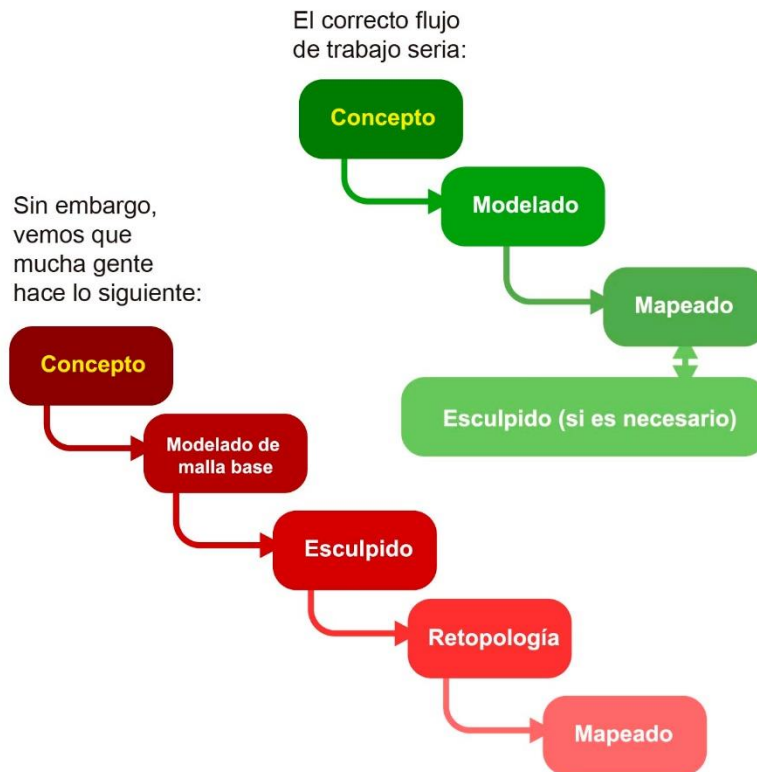 El correcto flujo
de trabajo seria:
Concepto
Modelado
Mapeado
Esculpido (si es necesario)
Sin embargo,
vemos que
mucha gente
hace lo siguiente:
Concepto
Modelado de
malla base
Esculpido
Retopología
Mapeado